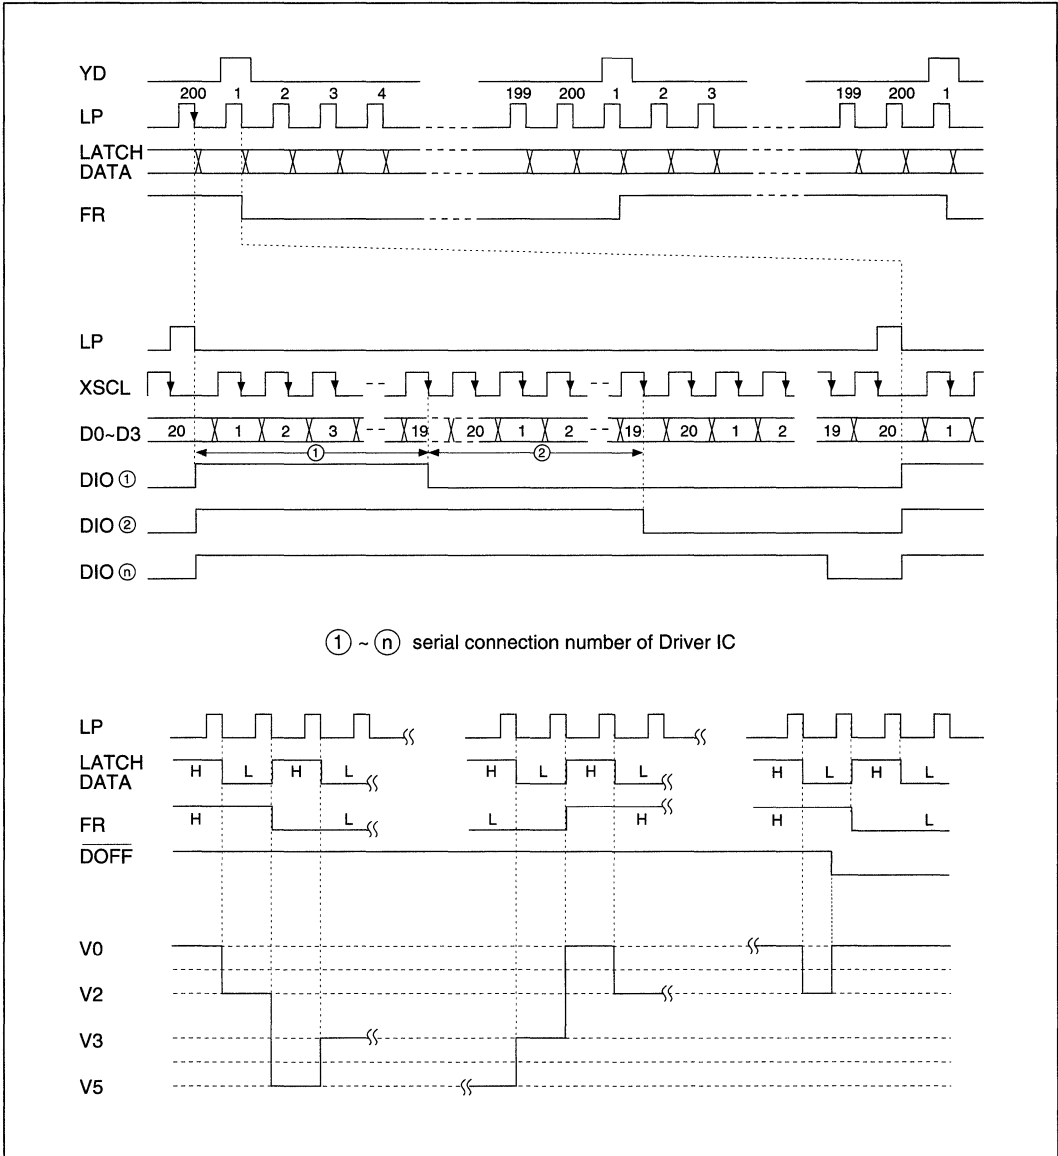 YD
200 1 2 3 4 199 200 1 2 3 199 200 1
LP
LATCH
DATA
FR
LP
XSCL
D0~D3 20 1 2 3 19 20 1 2 19 20 1 2 19 20 1
① ②
DIO ①
DIO ②
DIO ⓝ
① ~ ⓝ serial connection number of Driver IC
LP
LATCH
DATA
H L H L H L H L H L H L
FR
H L L H H L
DOFF
V0
V2
V3
V5